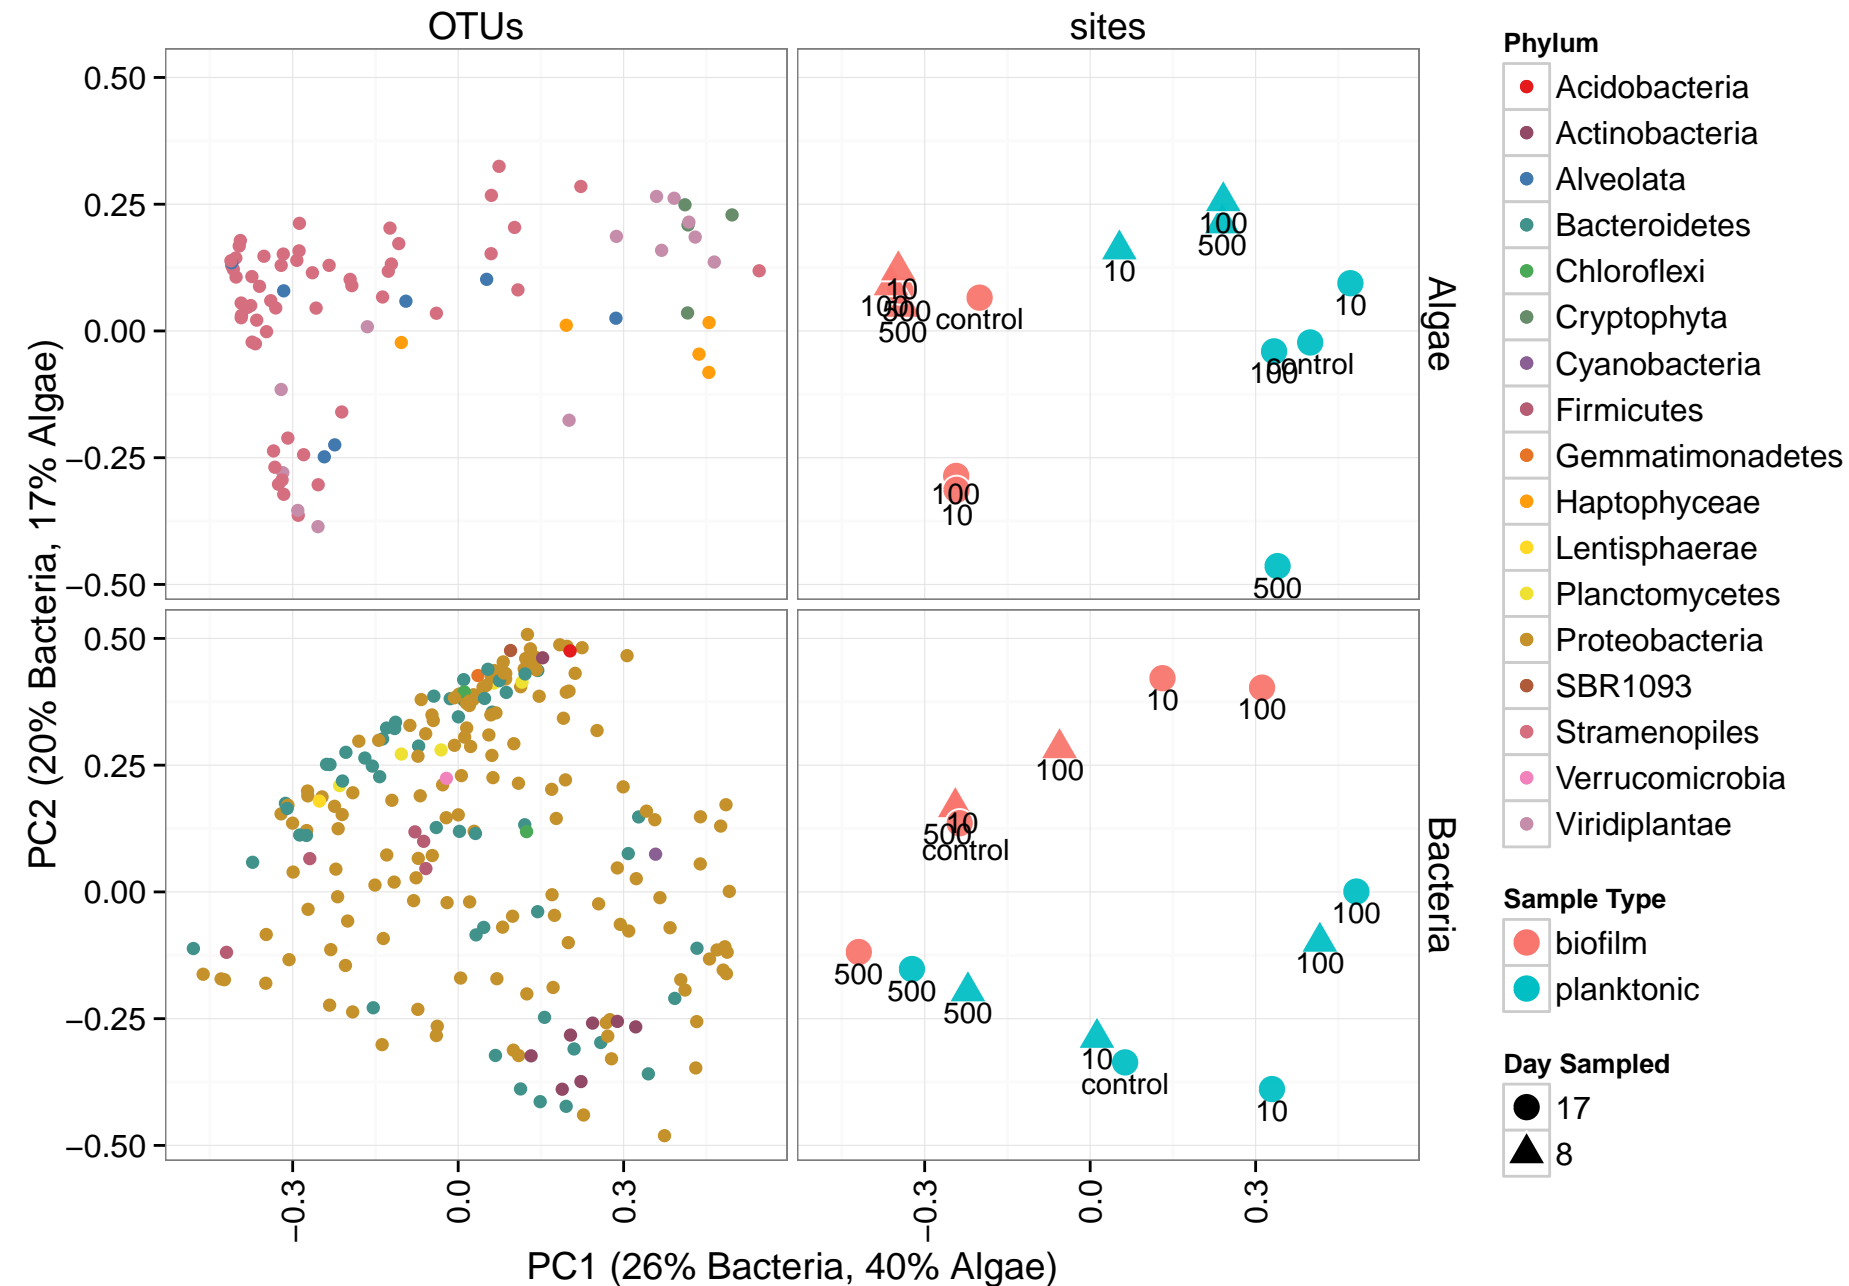 OTUs
sites
0.50
0.25
0.00
−0.25
−0.50
100
500
10
10
100
10
500
500
control
10
control
100
100
10
500
Algae
0.50
0.25
0.00
−0.25
−0.50
10
100
100
10
500
control
100
100
500
500
500
10
control
10
Bacteria
−0.3
0.0
0.3
−0.3
0.0
0.3
PC1 (26% Bacteria, 40% Algae)
PC2 (20% Bacteria, 17% Algae)
Phylum
Acidobacteria
Actinobacteria
Alveolata
Bacteroidetes
Chloroflexi
Cryptophyta
Cyanobacteria
Firmicutes
Gemmatimonadetes
Haptophyceae
Lentisphaerae
Planctomycetes
Proteobacteria
SBR1093
Stramenopiles
Verrucomicrobia
Viridiplantae
Sample Type
biofilm
planktonic
Day Sampled
17
8